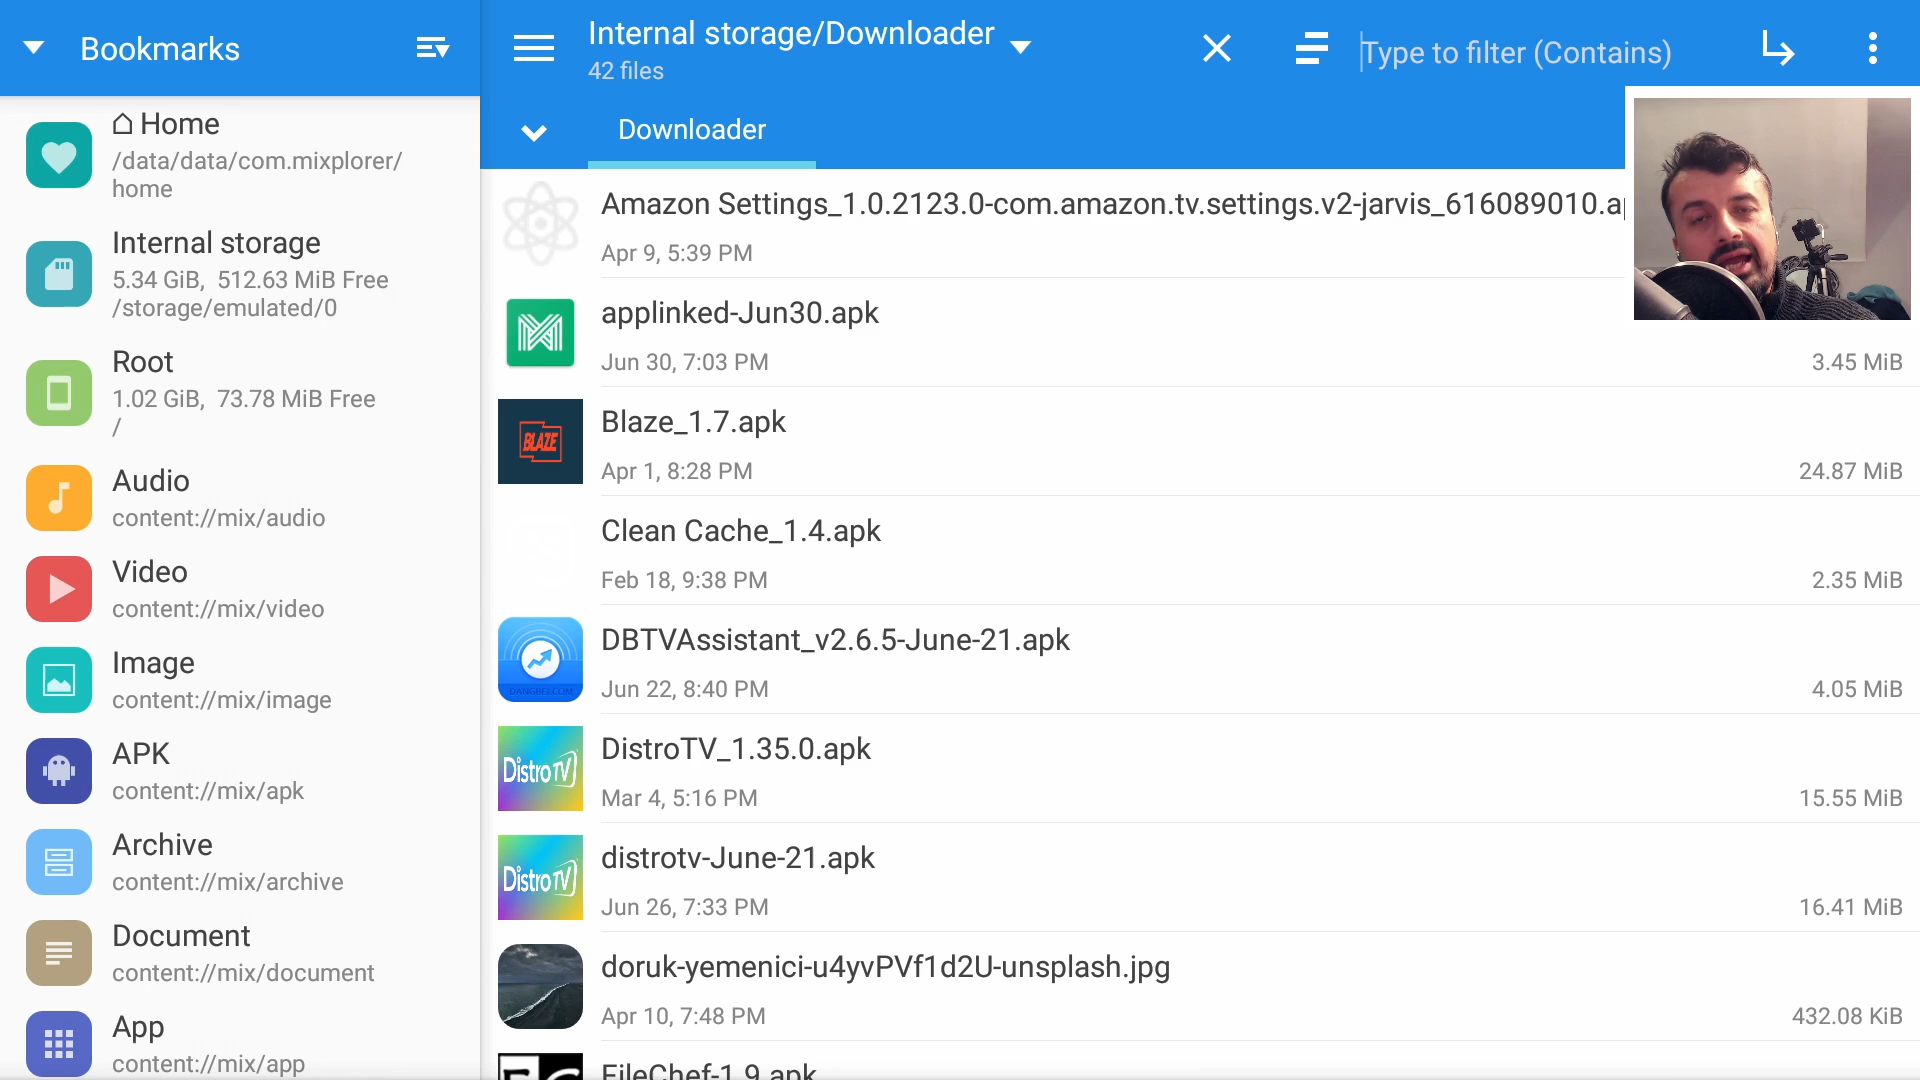 Bookmarks
Internal storage/Downloader
42 files
Type to filter (Contains)
Downloader
Home
/data/data/com.mixplorer/
home
Internal storage
5.34 GiB, 512.63 MiB Free
/storage/emulated/0
Root
1.02 GiB, 73.78 MiB Free
/
Audio
content://mix/audio
Video
content://mix/video
Image
content://mix/image
APK
content://mix/apk
Archive
content://mix/archive
Document
content://mix/document
App
content://mix/app
Amazon Settings_1.0.2123.0-com.amazon.tv.settings.v2-jarvis_616089010.a
Apr 9, 5:39 PM
applinked-Jun30.apk
Jun 30, 7:03 PM
3.45 MiB
BLAZE
Blaze_1.7.apk
Apr 1, 8:28 PM
24.87 MiB
Clean Cache_1.4.apk
Feb 18, 9:38 PM
2.35 MiB
DANGBEI.COM
DBTVAssistant_v2.6.5-June-21.apk
Jun 22, 8:40 PM
4.05 MiB
Distro TV
DistroTV_1.35.0.apk
Mar 4, 5:16 PM
15.55 MiB
Distro TV
distrotv-June-21.apk
Jun 26, 7:33 PM
16.41 MiB
doruk-yemenici-u4yvPVf1d2U-unsplash.jpg
Apr 10, 7:48 PM
432.08 KiB
FileChef-1.9.apk